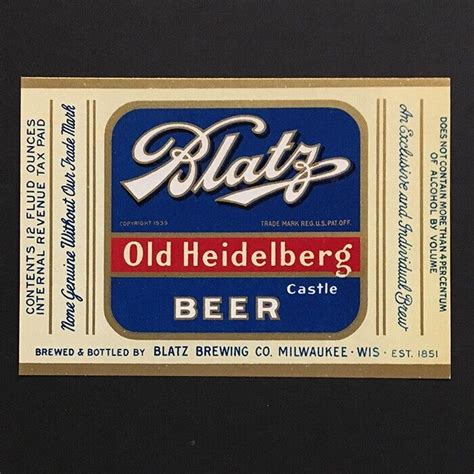 CONTENTS 12 FLUID OUNCES
INTERNAL REVENUE TAX PAID
None Genuine Without Our Trade Mark
Blatz
COPYRIGHT 1939
TRADE MARK REG. U.S. PAT. OFF.
Old Heidelberg
Castle
BEER
An Exclusive and Individual Brew
DOES NOT CONTAIN MORE THAN 4 PERCENTUM
OF ALCOHOL BY VOLUME
BREWED & BOTTLED BY BLATZ BREWING CO. MILWAUKEE · WIS · EST. 1851